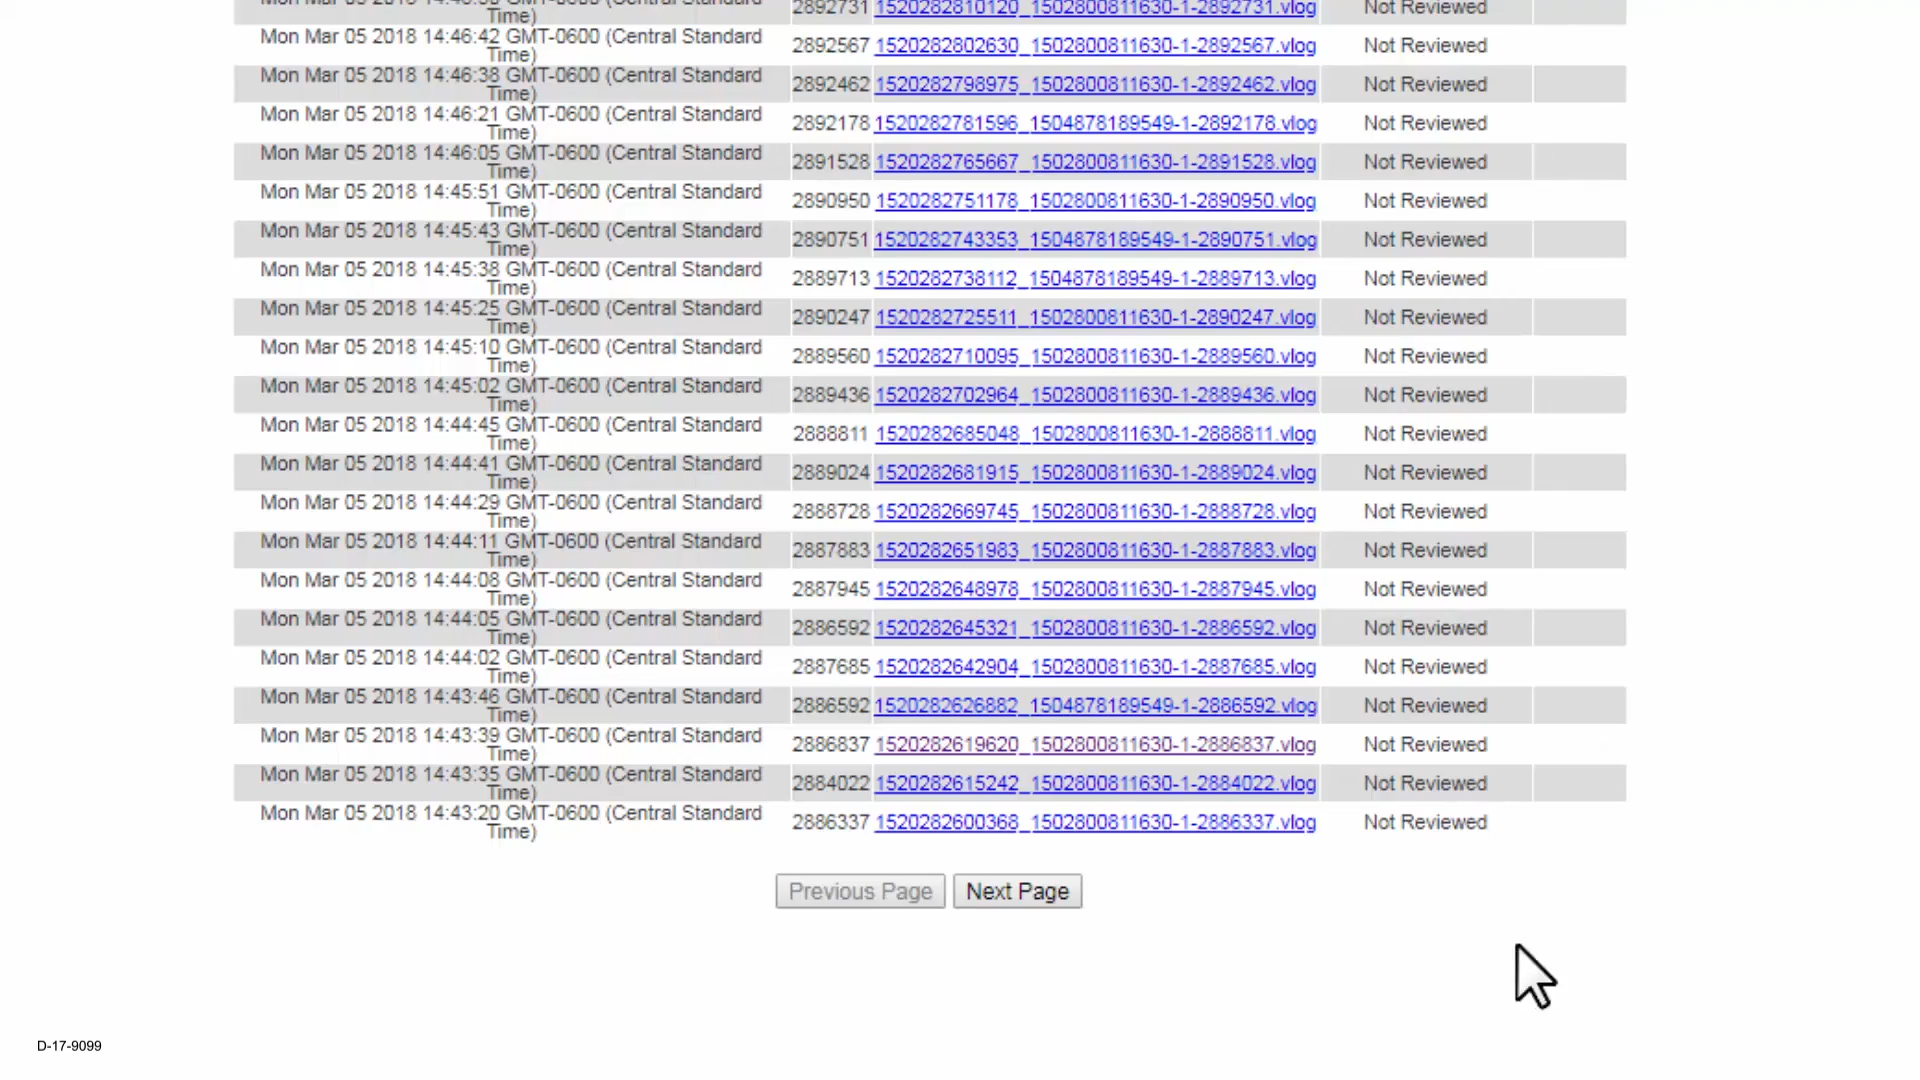 2892731 1520282810120_1502800811630-1-2892731.vlog Not Reviewed
Time)
Mon Mar 05 2018 14:46:42 GMT-0600 (Central Standard
Time)
2892567 1520282802630_1502800811630-1-2892567.vlog Not Reviewed
Mon Mar 05 2018 14:46:38 GMT-0600 (Central Standard
Time)
2892462 1520282798975_1502800811630-1-2892462.vlog Not Reviewed
Mon Mar 05 2018 14:46:21 GMT-0600 (Central Standard
Time)
2892178 1520282781596_1504878189549-1-2892178.vlog Not Reviewed
Mon Mar 05 2018 14:46:05 GMT-0600 (Central Standard
Time)
2891528 1520282765667_1502800811630-1-2891528.vlog Not Reviewed
Mon Mar 05 2018 14:45:51 GMT-0600 (Central Standard
Time)
2890950 1520282751178_1502800811630-1-2890950.vlog Not Reviewed
Mon Mar 05 2018 14:45:43 GMT-0600 (Central Standard
Time)
2890751 1520282743353_1504878189549-1-2890751.vlog Not Reviewed
Mon Mar 05 2018 14:45:38 GMT-0600 (Central Standard
Time)
2889713 1520282738112_1504878189549-1-2889713.vlog Not Reviewed
Mon Mar 05 2018 14:45:25 GMT-0600 (Central Standard
Time)
2890247 1520282725511_1502800811630-1-2890247.vlog Not Reviewed
Mon Mar 05 2018 14:45:10 GMT-0600 (Central Standard
Time)
2889560 1520282710095_1502800811630-1-2889560.vlog Not Reviewed
Mon Mar 05 2018 14:45:02 GMT-0600 (Central Standard
Time)
2889436 1520282702964_1502800811630-1-2889436.vlog Not Reviewed
Mon Mar 05 2018 14:44:45 GMT-0600 (Central Standard
Time)
2888811 1520282685048_1502800811630-1-2888811.vlog Not Reviewed
Mon Mar 05 2018 14:44:41 GMT-0600 (Central Standard
Time)
2889024 1520282681915_1502800811630-1-2889024.vlog Not Reviewed
Mon Mar 05 2018 14:44:29 GMT-0600 (Central Standard
Time)
2888728 1520282669745_1502800811630-1-2888728.vlog Not Reviewed
Mon Mar 05 2018 14:44:11 GMT-0600 (Central Standard
Time)
2887883 1520282651983_1502800811630-1-2887883.vlog Not Reviewed
Mon Mar 05 2018 14:44:08 GMT-0600 (Central Standard
Time)
2887945 1520282648978_1502800811630-1-2887945.vlog Not Reviewed
Mon Mar 05 2018 14:44:05 GMT-0600 (Central Standard
Time)
2886592 1520282645321_1502800811630-1-2886592.vlog Not Reviewed
Mon Mar 05 2018 14:44:02 GMT-0600 (Central Standard
Time)
2887685 1520282642904_1502800811630-1-2887685.vlog Not Reviewed
Mon Mar 05 2018 14:43:46 GMT-0600 (Central Standard
Time)
2886592 1520282626882_1504878189549-1-2886592.vlog Not Reviewed
Mon Mar 05 2018 14:43:39 GMT-0600 (Central Standard
Time)
2886837 1520282619620_1502800811630-1-2886837.vlog Not Reviewed
Mon Mar 05 2018 14:43:35 GMT-0600 (Central Standard
Time)
2884022 1520282615242_1502800811630-1-2884022.vlog Not Reviewed
Mon Mar 05 2018 14:43:20 GMT-0600 (Central Standard
Time)
2886337 1520282600368_1502800811630-1-2886337.vlog Not Reviewed
Previous Page Next Page
D-17-9099